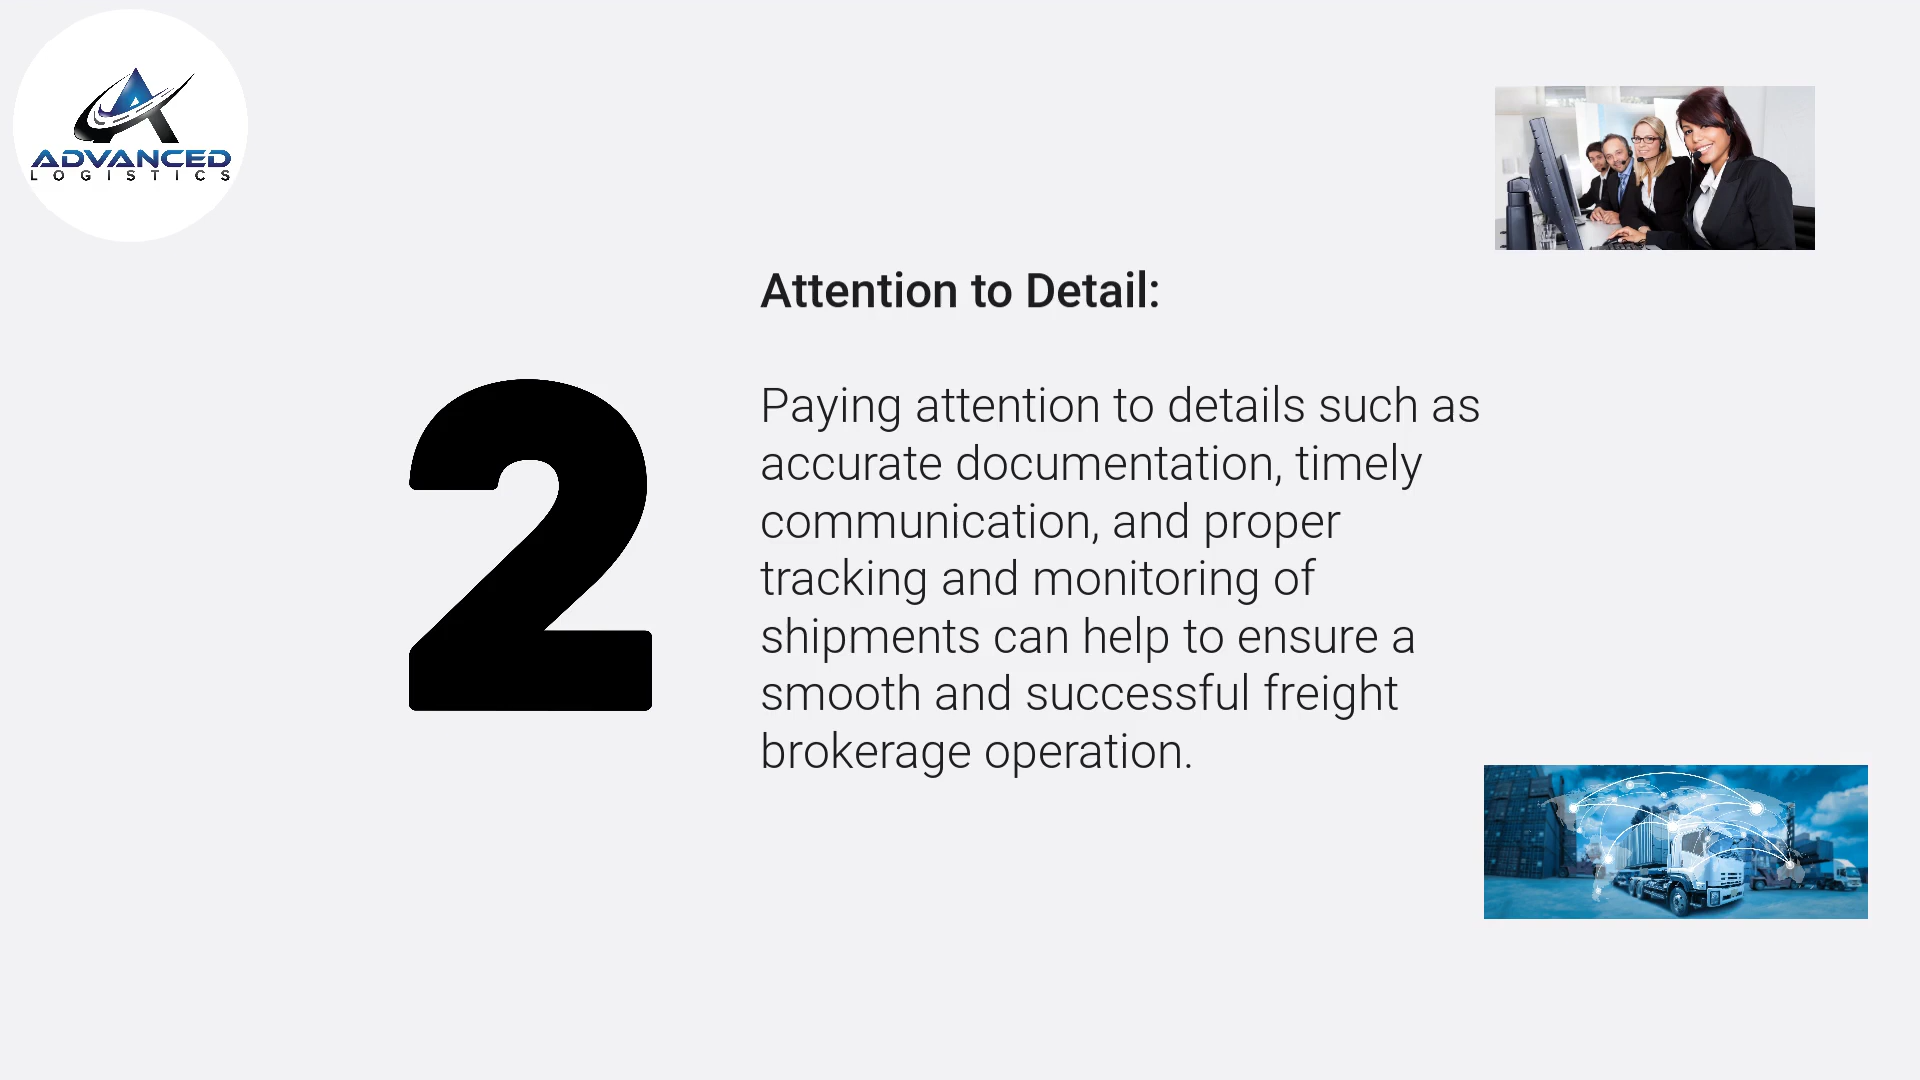 ADVANCED
LOGISTICS
Attention to Detail:
2
Paying attention to details such as
accurate documentation, timely
communication, and proper
tracking and monitoring of
shipments can help to ensure a
smooth and successful freight
brokerage operation.